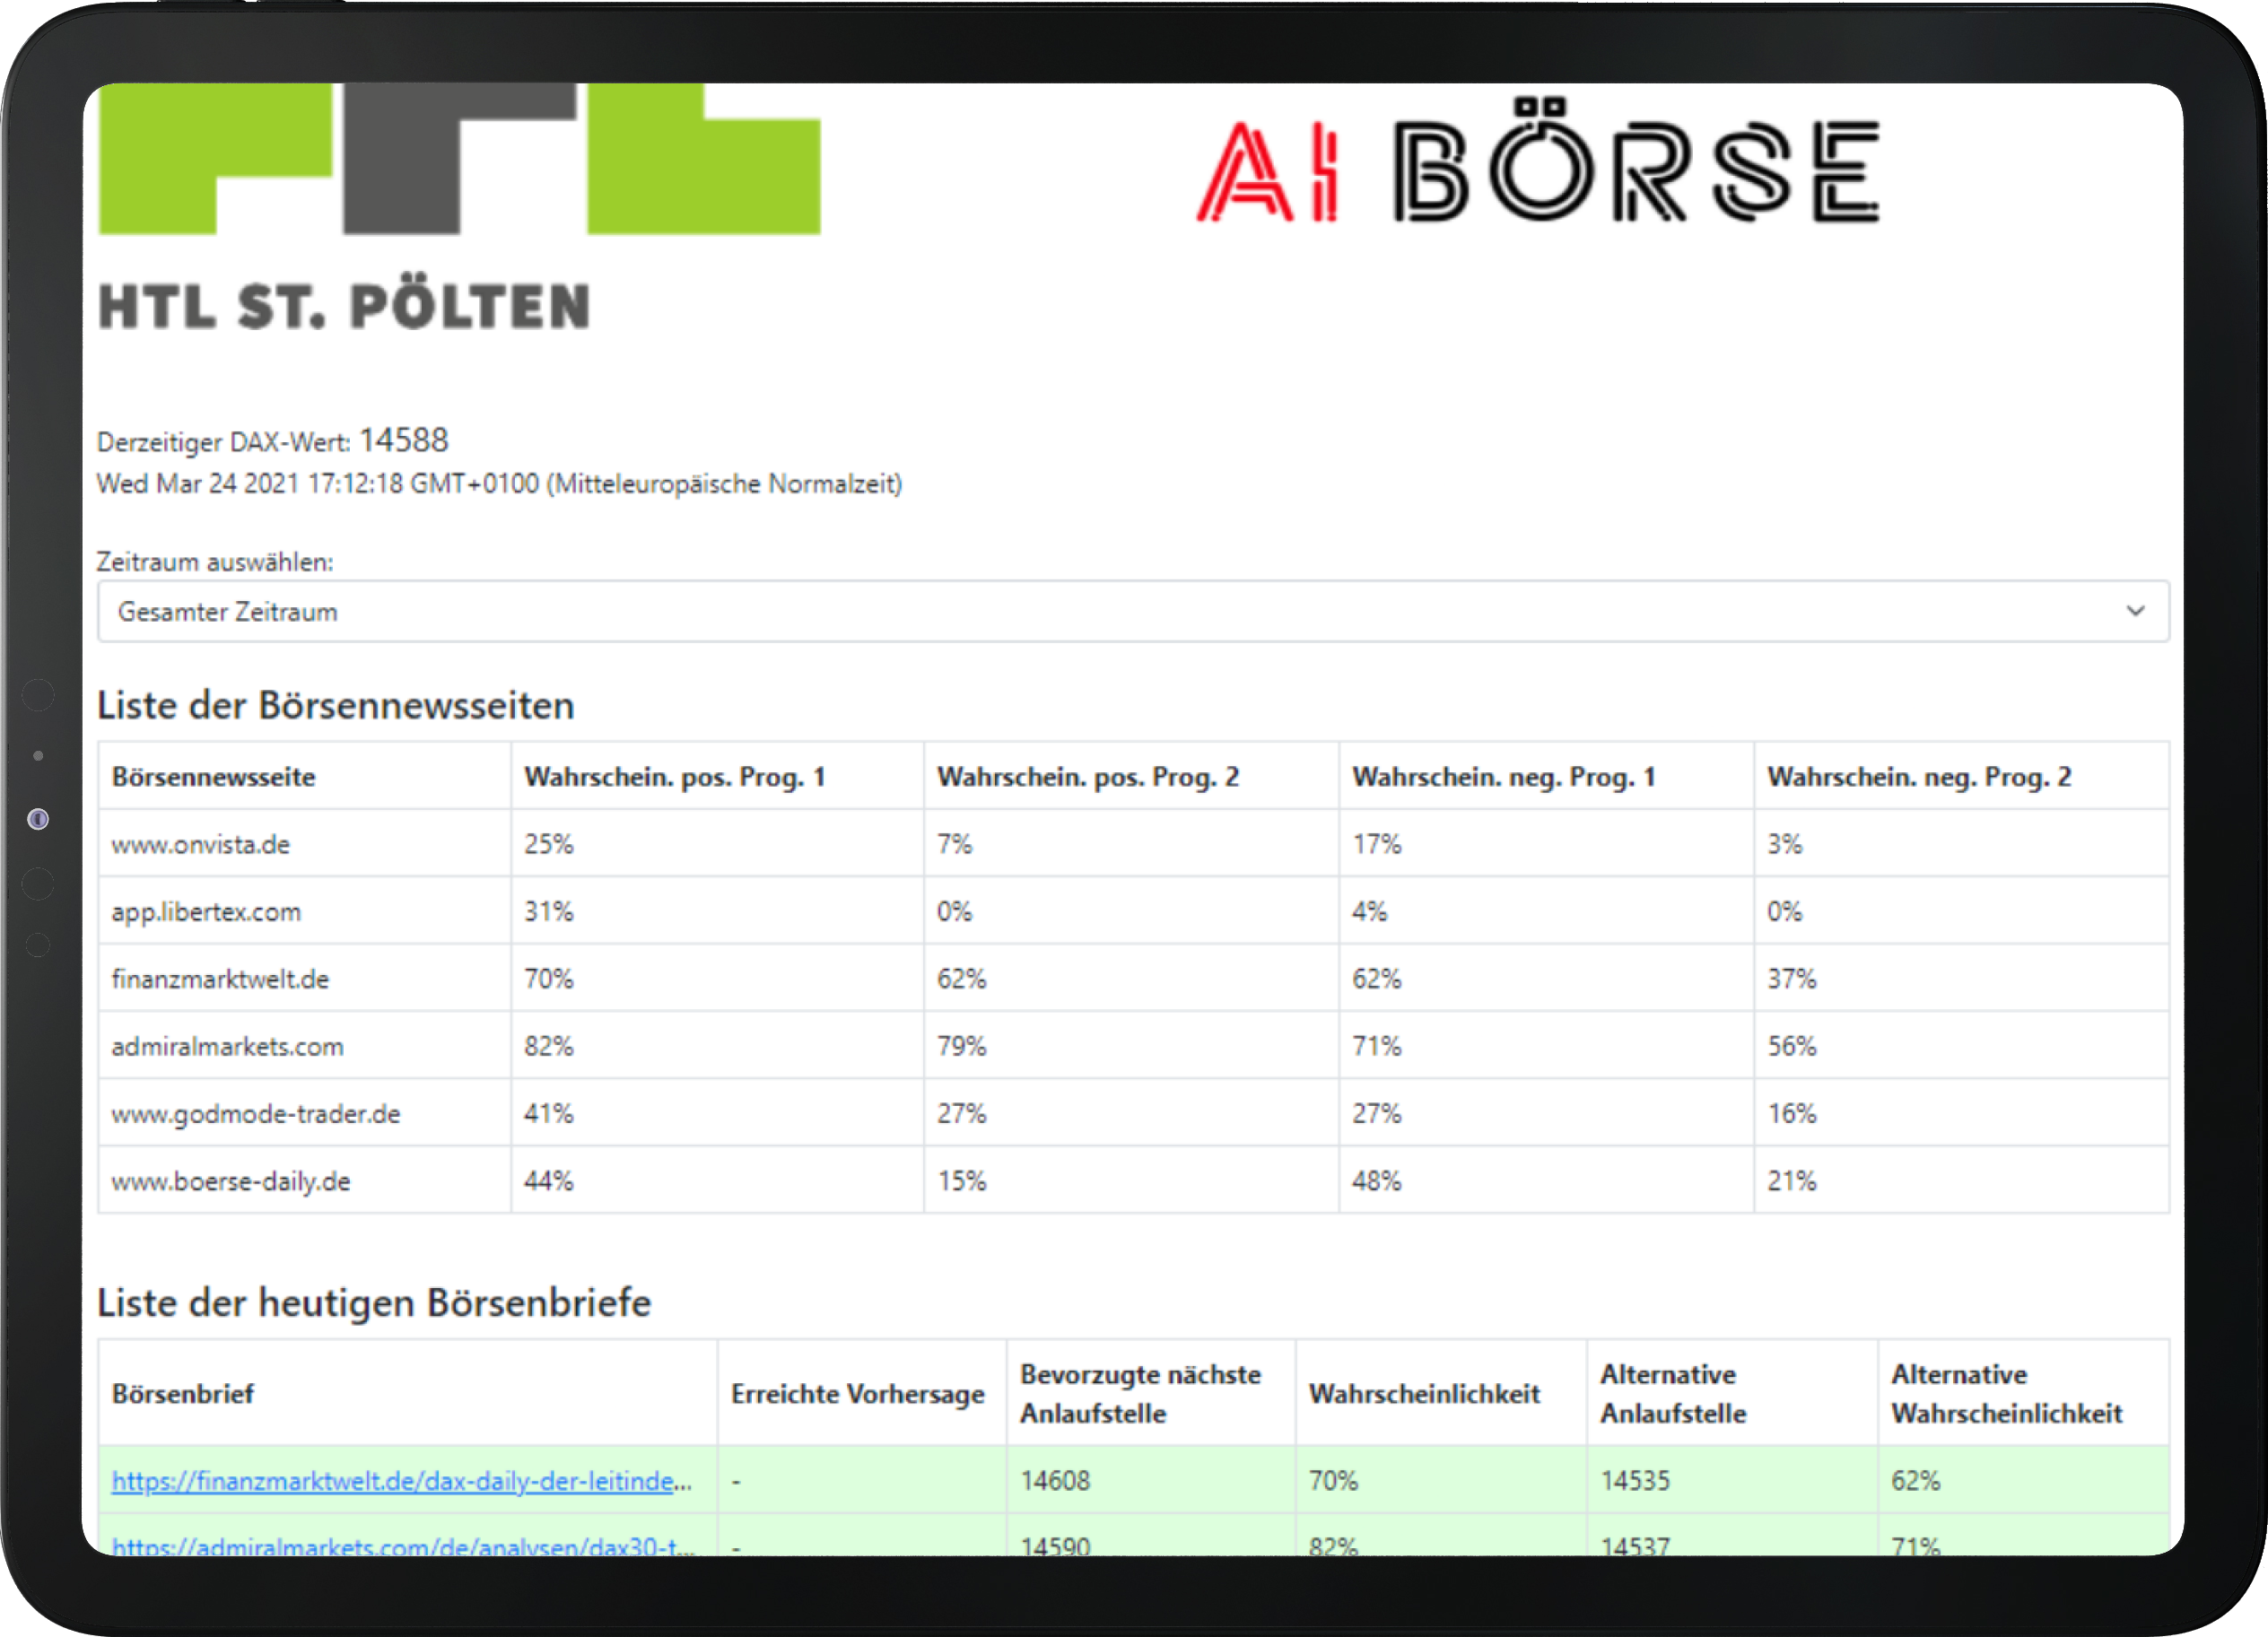 AI BÖRSE
HTL ST. PÖLTEN
Derzeitiger DAX-Wert: 14588
Wed Mar 24 2021 17:12:18 GMT+0100 (Mitteleuropäische Normalzeit)
Zeitraum auswählen:
Gesamter Zeitraum
Liste der Börsennewsseiten
Börsennewsseite Wahrschein. pos. Prog. 1 Wahrschein. pos. Prog. 2 Wahrschein. neg. Prog. 1 Wahrschein. neg. Prog. 2
www.onvista.de 25% 7% 17% 3%
app.libertex.com 31% 0% 4% 0%
finanzmarktwelt.de 70% 62% 62% 37%
admiralmarkets.com 82% 79% 71% 56%
www.godmode-trader.de 41% 27% 27% 16%
www.boerse-daily.de 44% 15% 48% 21%
Liste der heutigen Börsenbriefe
Börsenbrief Erreichte Vorhersage Bevorzugte nächste Anlaufstelle Wahrscheinlichkeit Alternative Anlaufstelle Alternative Wahrscheinlichkeit
https://finanzmarktwelt.de/dax-daily-der-leitinde... - 14608 70% 14535 62%
https://admiralmarkets.com/de/analysen/dax30-t... - 14590 82% 14537 71%